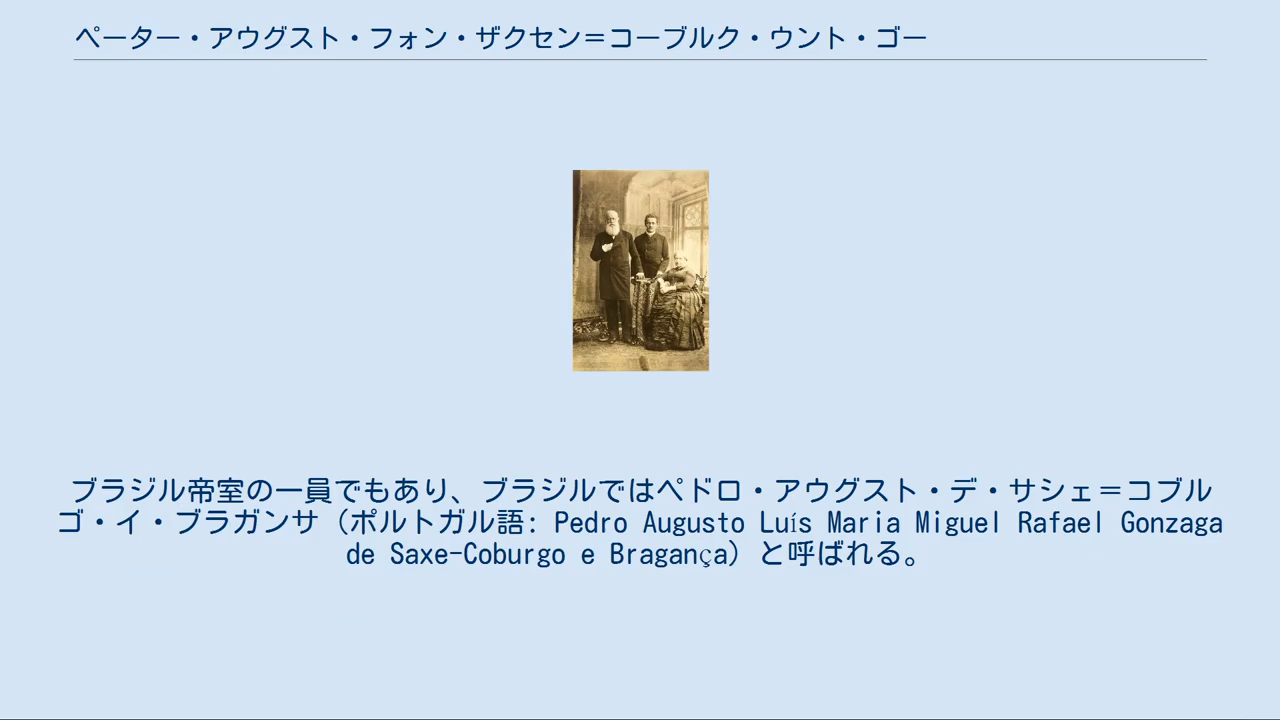 ペーター・アウグスト・フォン・ザクセン＝コーブルク・ウント・ゴー
ブラジル帝室の一員でもあり、ブラジルではペドロ・アウグスト・デ・サシェ＝コブル
ゴ・イ・ブラガンサ（ポルトガル語: Pedro Augusto Luís Maria Miguel Rafael Gonzaga
de Saxe-Coburgo e Bragança）と呼ばれる。